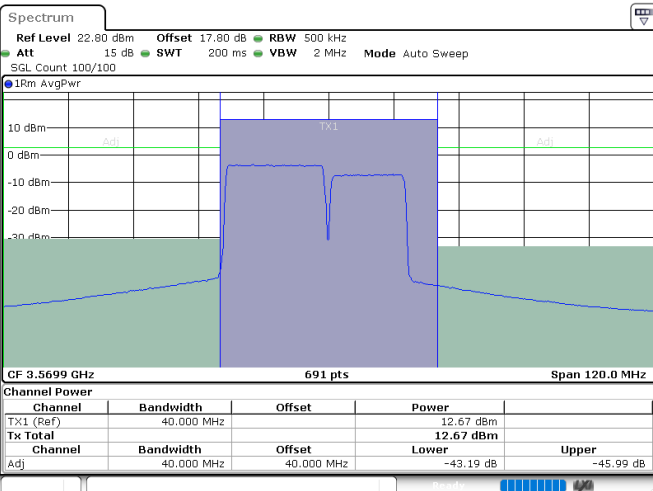 Spectrum
Ref Level 22.80 dBm Offset 17.80 dB RBW 500 kHz
Att 15 dB SWT 200 ms VBW 2 MHz Mode Auto Sweep
SGL Count 100/100
1Rm AvgPwr
10 dBm
TX1
Adj Adj
0 dBm
-10 dBm
-20 dBm
-30 dBm
CF 3.5699 GHz 691 pts Span 120.0 MHz
Channel Power
Channel Bandwidth Offset Power
TX1 (Ref) 40.000 MHz 12.67 dBm
Tx Total 12.67 dBm
Channel Bandwidth Offset Lower Upper
Adj 40.000 MHz 40.000 MHz -43.19 dB -45.99 dB
Ready